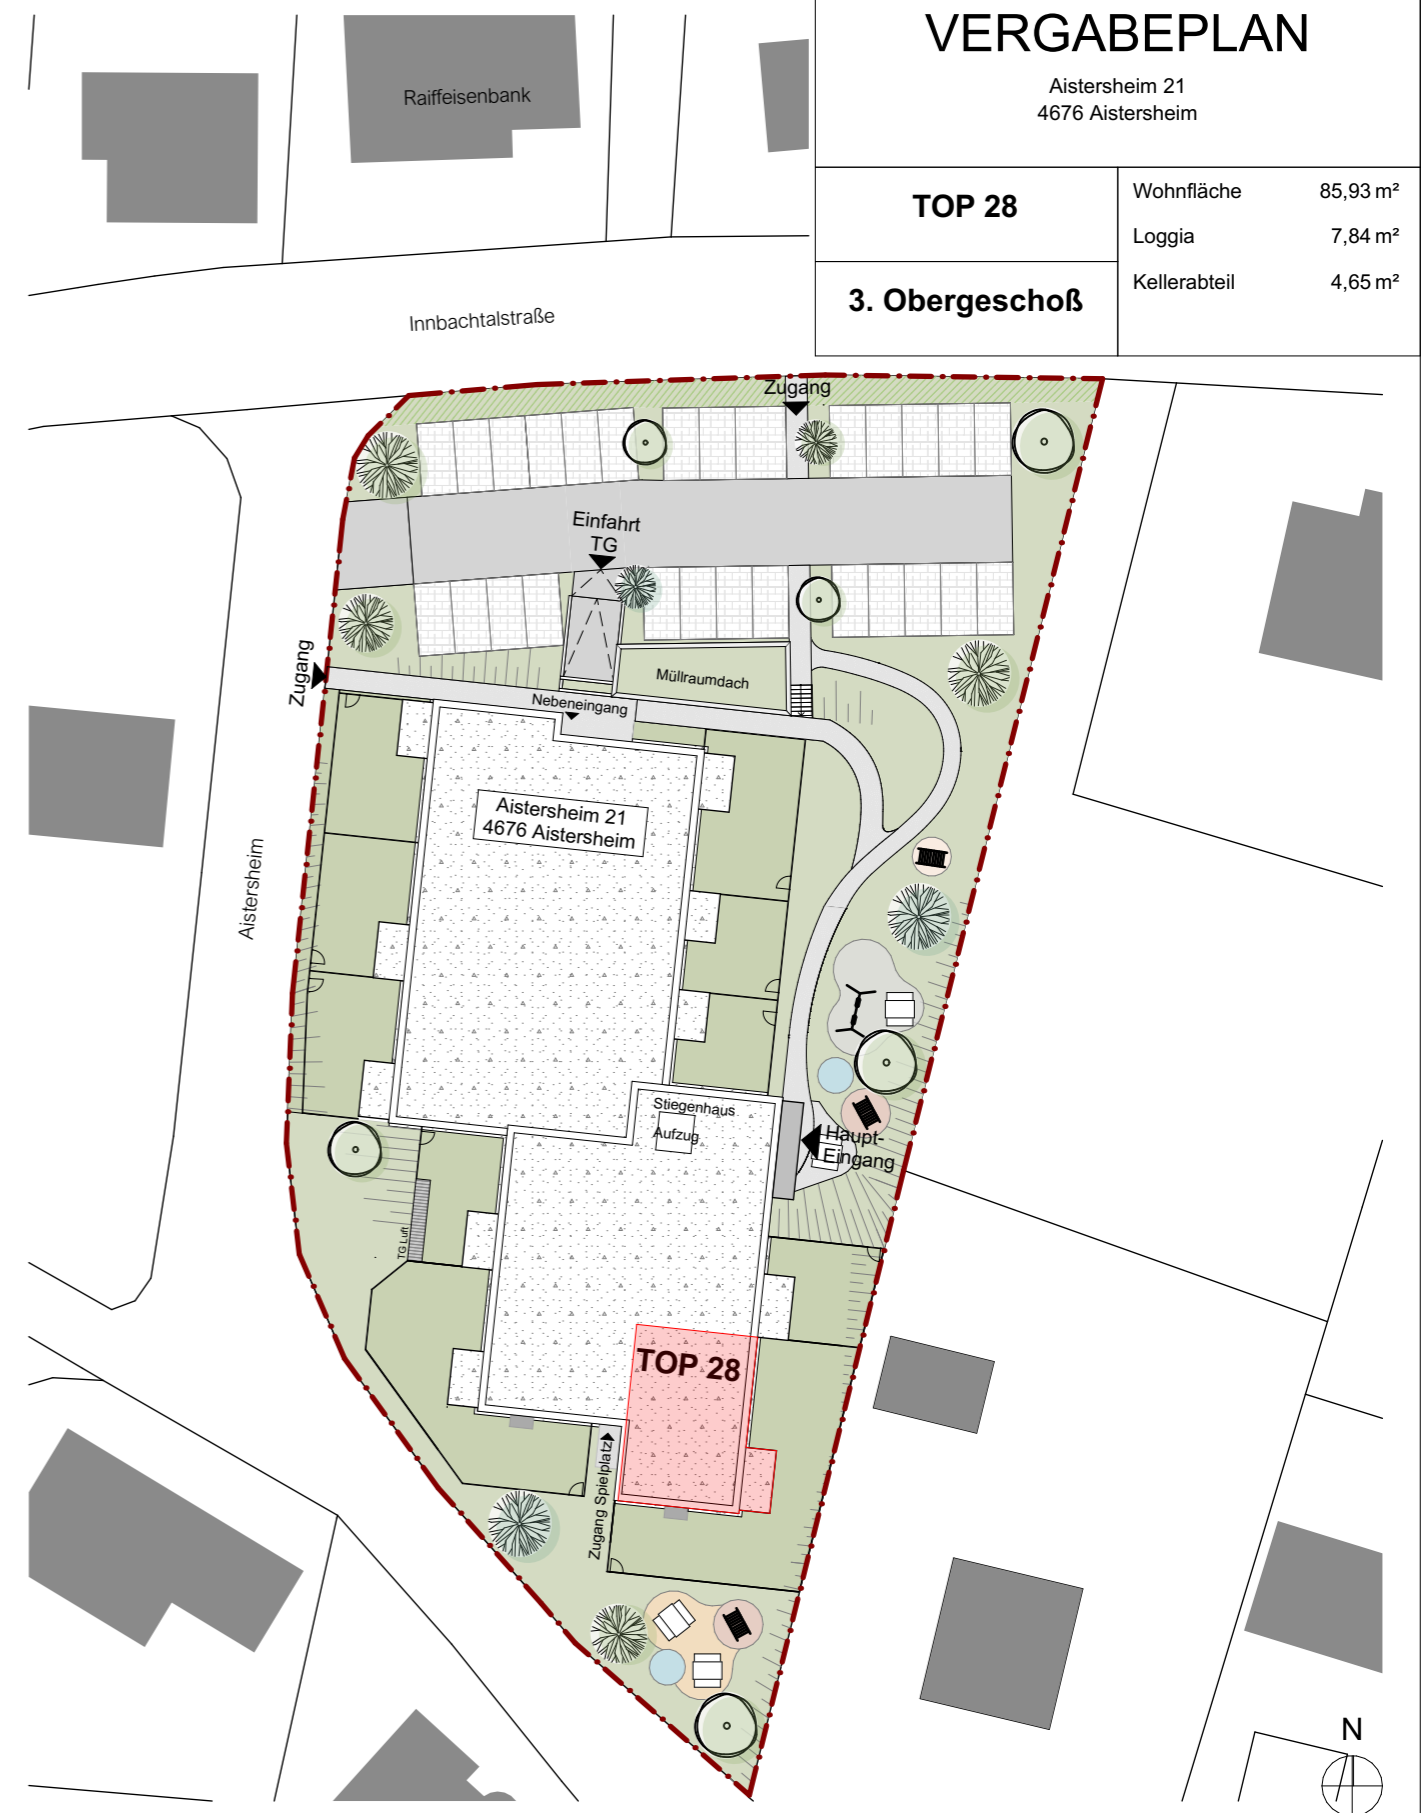 VERGABEPLAN
Aistersheim 21
4676 Aistersheim
TOP 28
3. Obergeschoß
Wohnfläche 85,93 m²
Loggia 7,84 m²
Kellerabteil 4,65 m²
Raiffeisenbank
Innbachtalstraße
Zugang
Einfahrt
TG
Zugang
Müllraumdach
Nebeneingang
Aistersheim 21
4676 Aistersheim
Aistersheim
Stiegenhaus
Aufzug
Haupt-
Eingang
TG Luft
TOP 28
Zugang Spielplatz
N